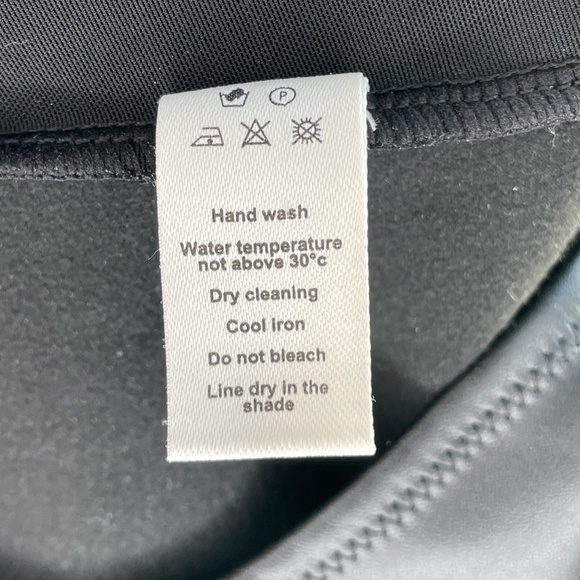 P
Hand wash
Water temperature
not above 30°c
Dry cleaning
Cool iron
Do not bleach
Line dry in the
shade